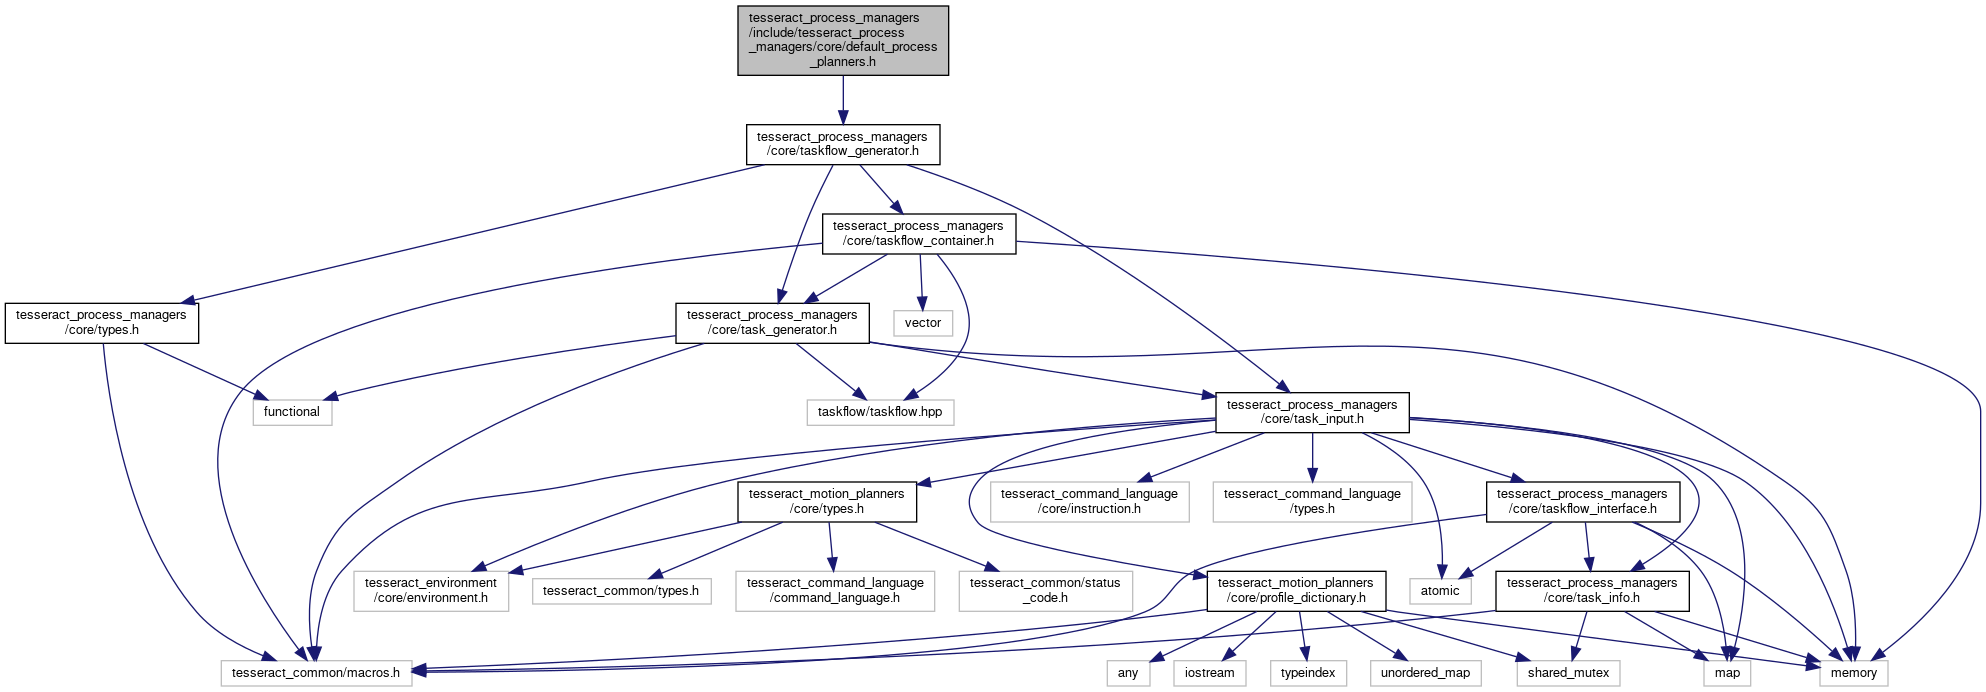 tesseract_process_managers
/include/tesseract_process
_managers/core/default_process
_planners.h
tesseract_process_managers
/core/taskflow_generator.h
tesseract_process_managers
/core/taskflow_container.h
tesseract_process_managers
/core/types.h
tesseract_process_managers
/core/task_generator.h
vector
functional
taskflow/taskflow.hpp
tesseract_process_managers
/core/task_input.h
tesseract_motion_planners
/core/types.h
tesseract_command_language
/core/instruction.h
tesseract_command_language
/types.h
tesseract_process_managers
/core/taskflow_interface.h
tesseract_environment
/core/environment.h
tesseract_common/types.h
tesseract_command_language
/command_language.h
tesseract_common/status
_code.h
tesseract_motion_planners
/core/profile_dictionary.h
atomic
tesseract_process_managers
/core/task_info.h
tesseract_common/macros.h
any
iostream
typeindex
unordered_map
shared_mutex
map
memory